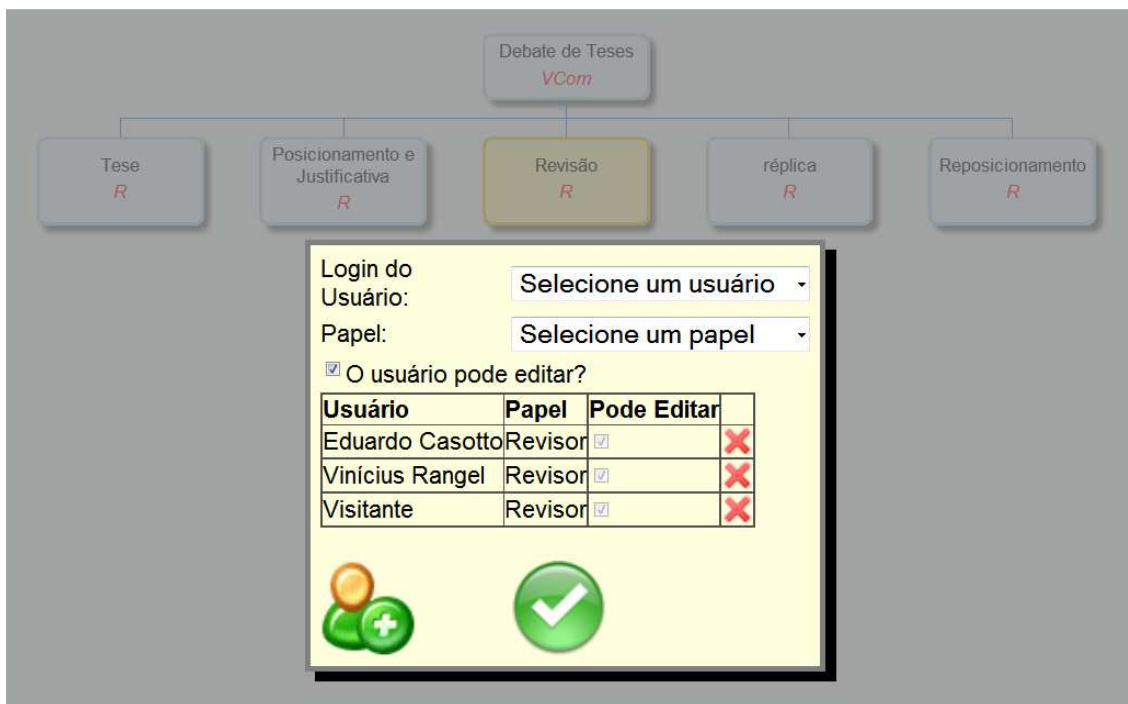 Debate de Teses
VCom
Tese
R
Posicionamento e
Justificativa
R
Revisão
R
réplica
R
Reposicionamento
R
Login do
Usuário:
Selecione um usuário
Papel:
Selecione um papel
O usuário pode editar?
Usuário Papel Pode Editar
Eduardo Casotto Revisor
Vinícius Rangel Revisor
Visitante Revisor